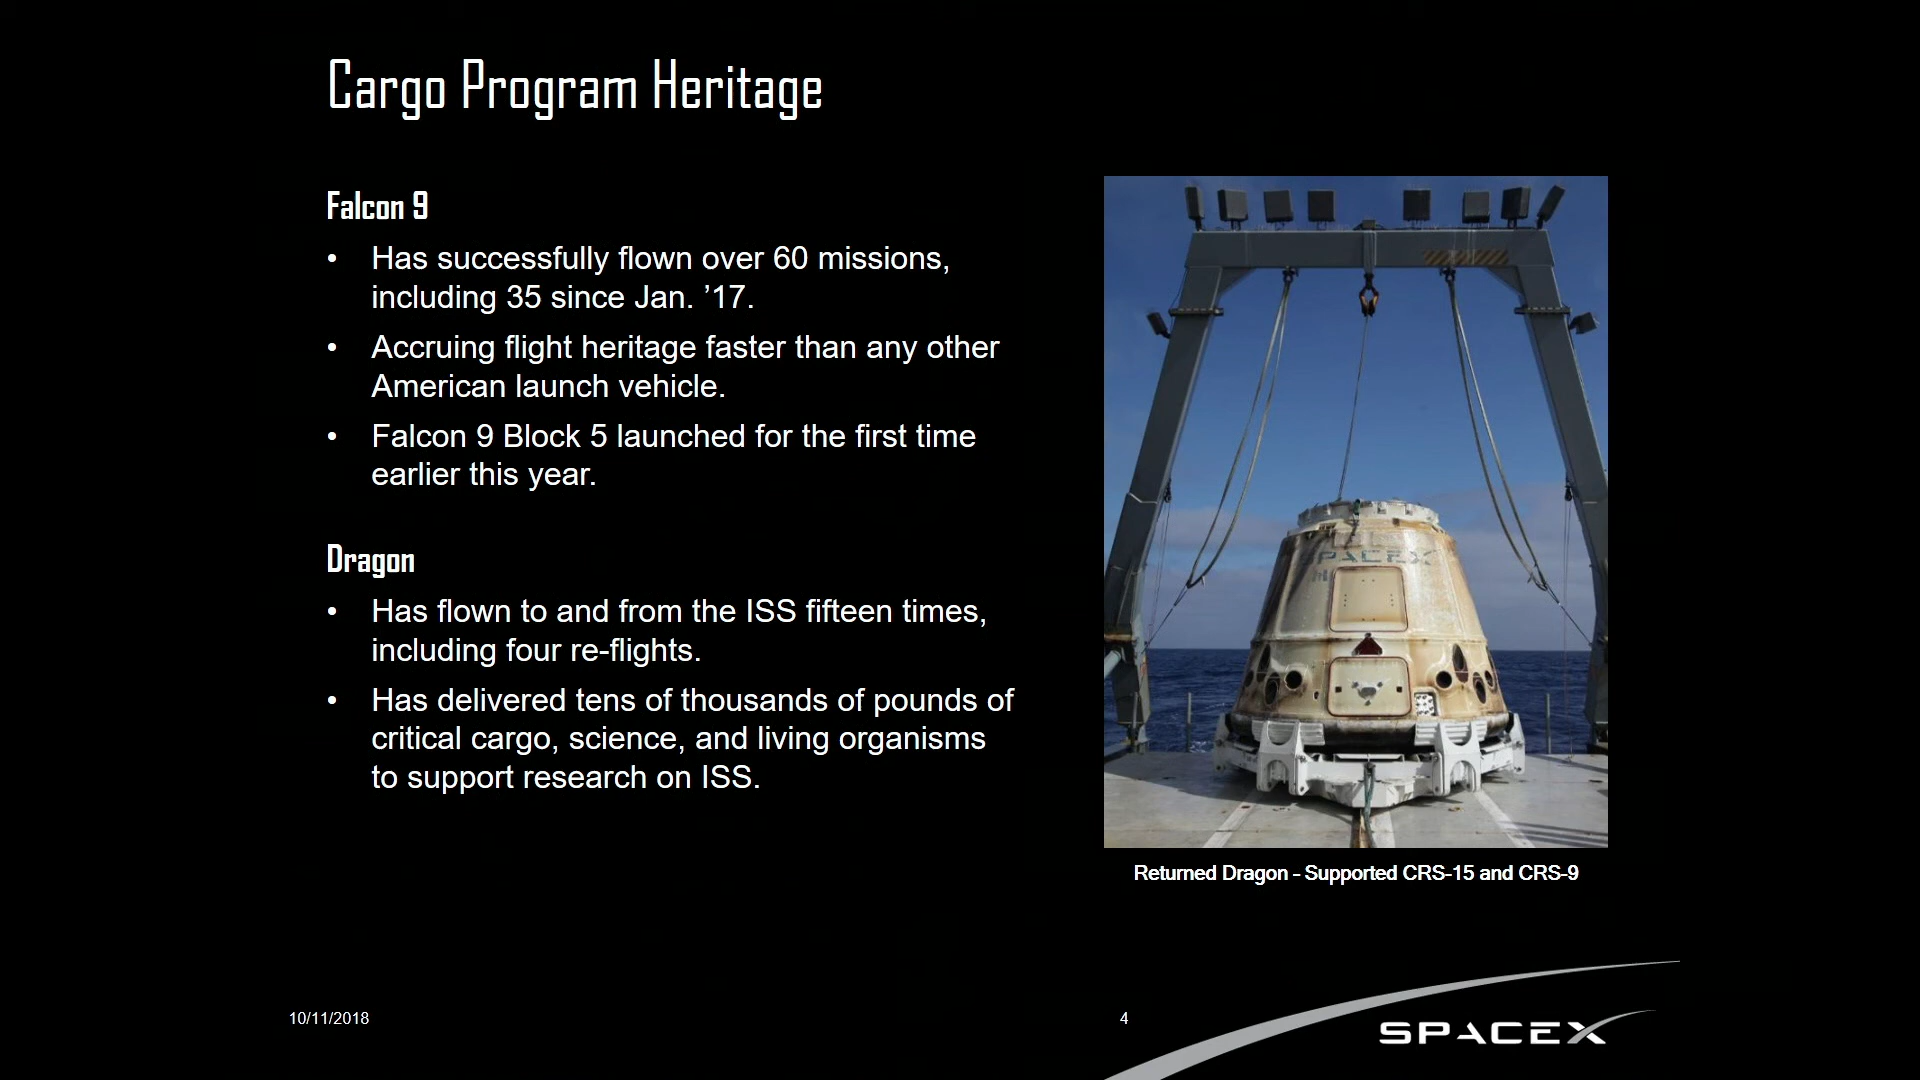 Cargo Program Heritage
Falcon 9
• Has successfully flown over 60 missions,
including 35 since Jan. ’17.
• Accruing flight heritage faster than any other
American launch vehicle.
• Falcon 9 Block 5 launched for the first time
earlier this year.
Dragon
• Has flown to and from the ISS fifteen times,
including four re-flights.
• Has delivered tens of thousands of pounds of
critical cargo, science, and living organisms
to support research on ISS.
SPACEX
Returned Dragon - Supported CRS-15 and CRS-9
10/11/2018
4
SPACEX